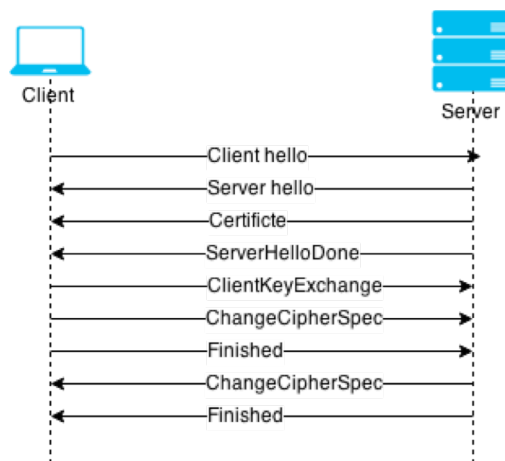 Client
Server
Client hello
Server hello
Certificte
ServerHelloDone
ClientKeyExchange
ChangeCipherSpec
Finished
ChangeCipherSpec
Finished